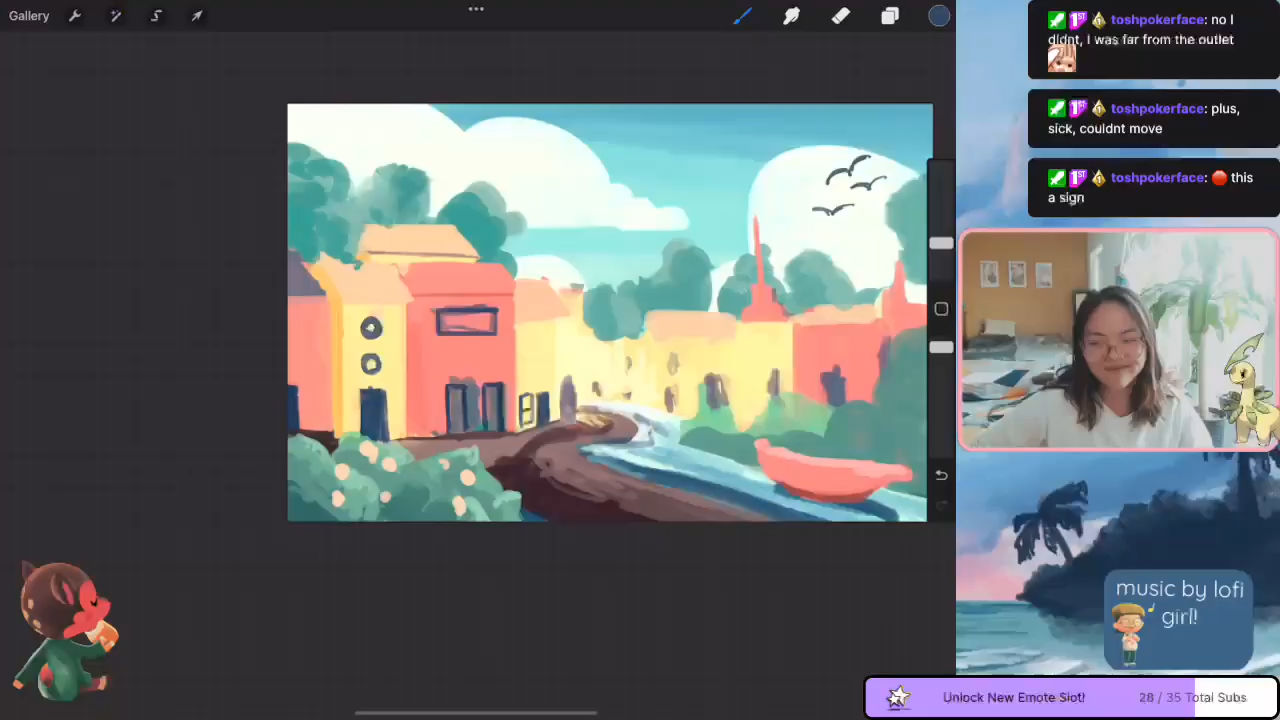 Gallery
toshpokerface: no I
didnt, I was far from the outlet
toshpokerface: plus,
sick, couldnt move
toshpokerface: 🛑 this
a sign
music by lofi
girl!
Unlock New Emote Slot! 28 / 35 Total Subs